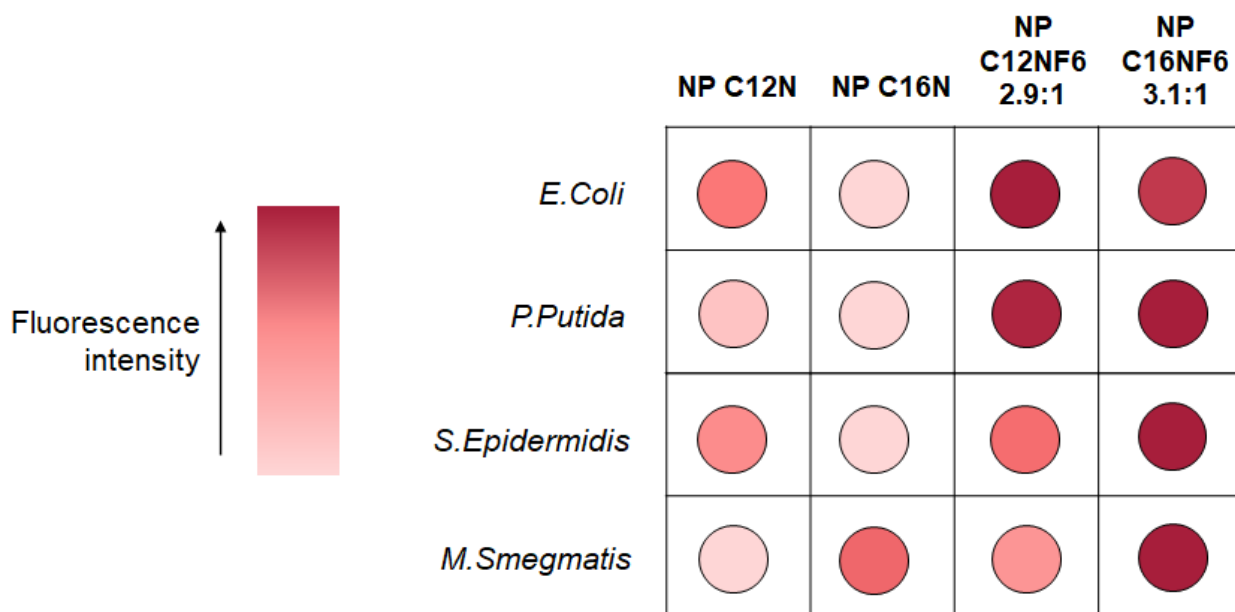 NP C12N
NP C16N
NP
C12NF6
2.9:1
NP
C16NF6
3.1:1
E.Coli
P.Putida
S.Epidermidis
M.Smegmatis
Fluorescence
intensity